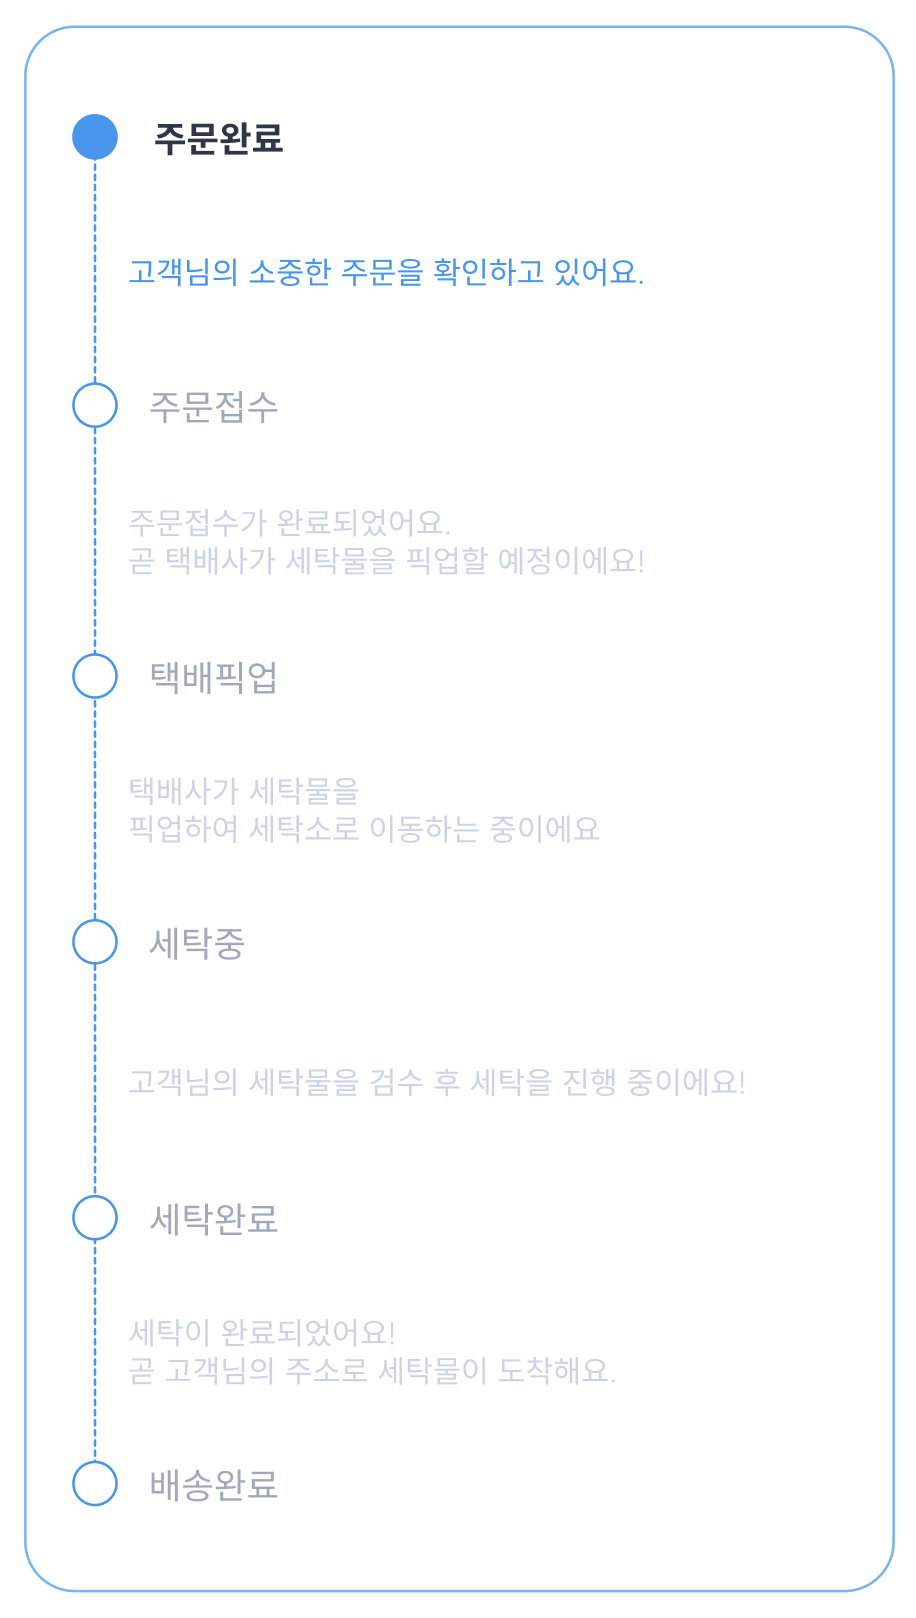 주문완료
고객님의 소중한 주문을 확인하고 있어요.
주문접수
주문접수가 완료되었어요.
곧 택배사가 세탁물을 픽업할 예정이에요!
택배픽업
택배사가 세탁물을
픽업하여 세탁소로 이동하는 중이에요
세탁중
고객님의 세탁물을 검수 후 세탁을 진행 중이에요!
세탁완료
세탁이 완료되었어요!
곧 고객님의 주소로 세탁물이 도착해요.
배송완료